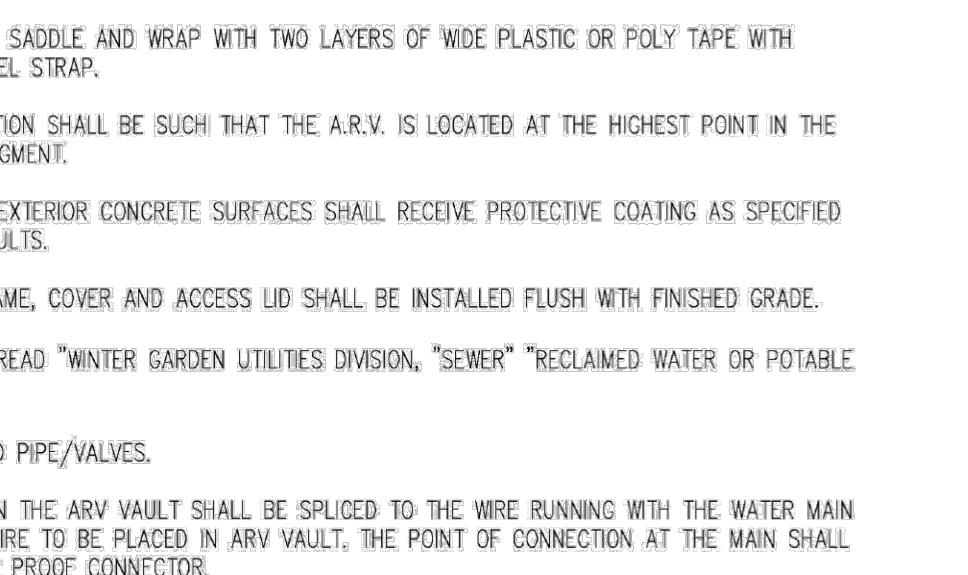 SADDLE AND WRAP WITH TWO LAYERS OF WIDE PLASTIC OR POLY TAPE WITH
EL STRAP.
TION SHALL BE SUCH THAT THE A.R.V. IS LOCATED AT THE HIGHEST POINT IN THE
GMENT.
EXTERIOR CONCRETE SURFACES SHALL RECEIVE PROTECTIVE COATING AS SPECIFIED
ULTS.
AME, COVER AND ACCESS LID SHALL BE INSTALLED FLUSH WITH FINISHED GRADE.
READ "WINTER GARDEN UTILITIES DIVISION, "SEWER" "RECLAIMED WATER OR POTABLE
D PIPE/VALVES.
N THE ARV VAULT SHALL BE SPLICED TO THE WIRE RUNNING WITH THE WATER MAIN
IRE TO BE PLACED IN ARV VAULT. THE POINT OF CONNECTION AT THE MAIN SHALL
PROOF CONNECTOR.